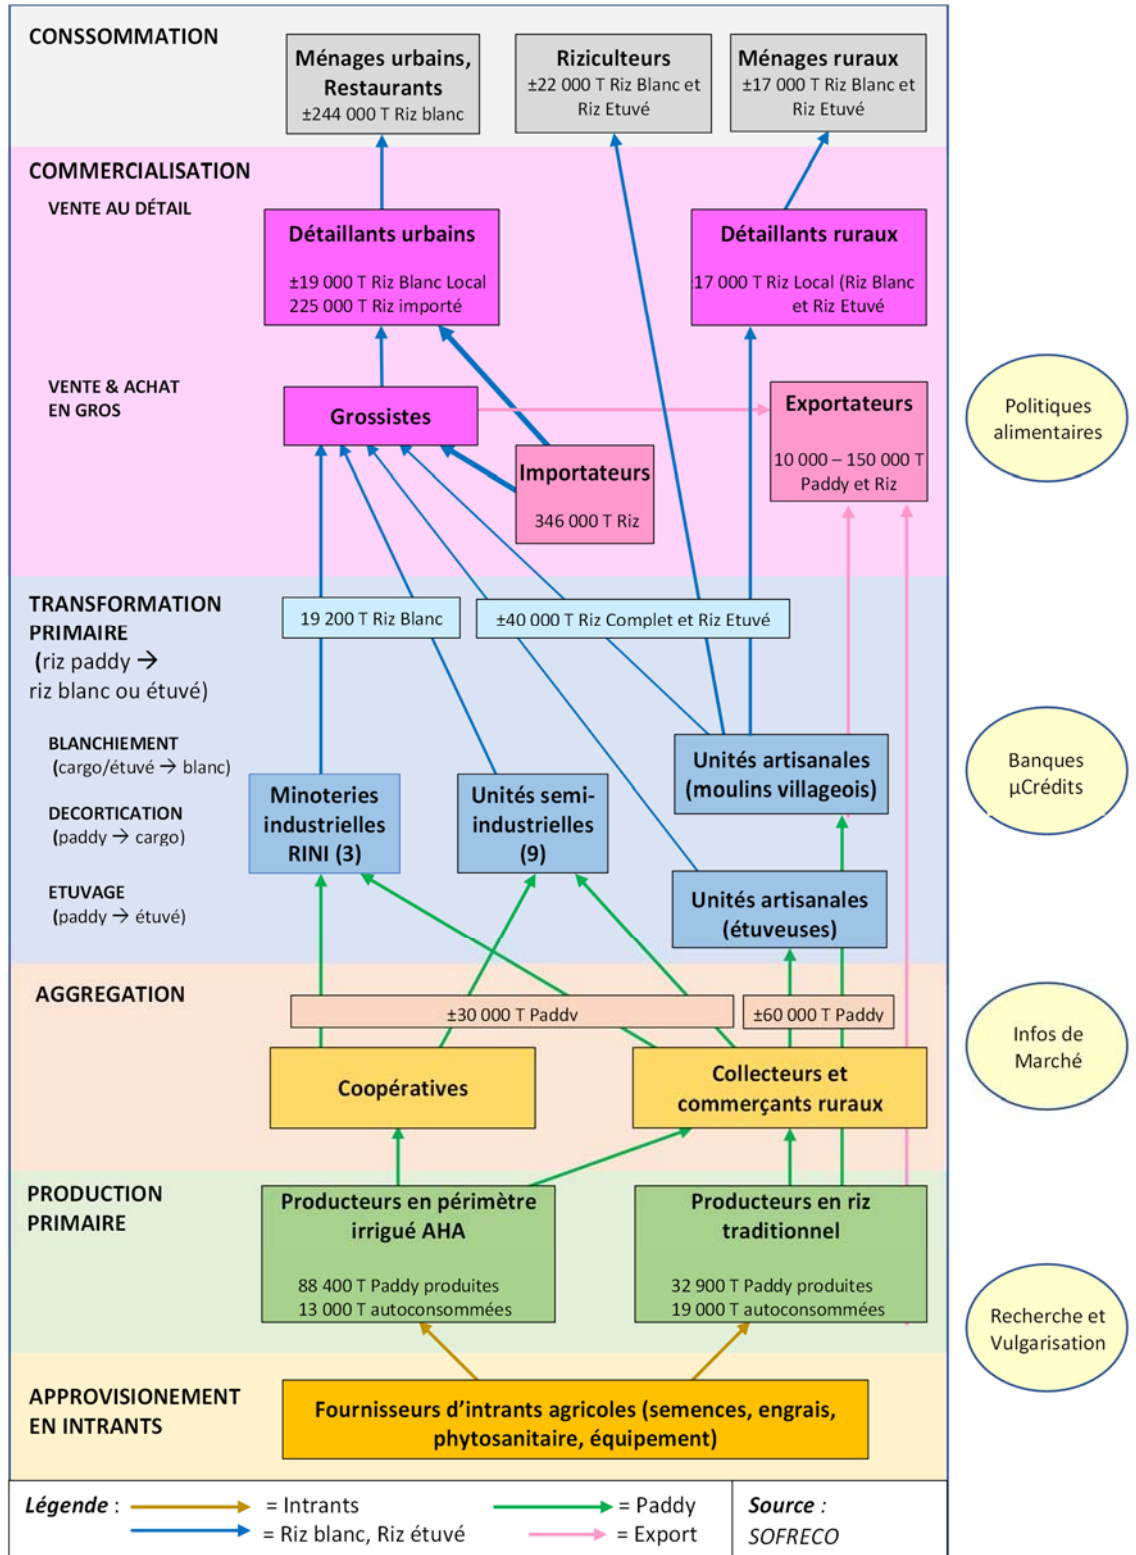 CONSSOMMATION
Ménages urbains,
Restaurants
±244 000 T Riz blanc
Riziculteurs
±22 000 T Riz Blanc et
Riz Etuvé
Ménages ruraux
±17 000 T Riz Blanc et
Riz Etuvé
COMMERCIALISATION
VENTE AU DÉTAIL
Détaillants urbains
±19 000 T Riz Blanc Local
225 000 T Riz importé
Détaillants ruraux
17 000 T Riz Local (Riz Blanc
et Riz Etuvé
VENTE & ACHAT
EN GROS
Grossistes
Importateurs
346 000 T Riz
Exportateurs
10 000 – 150 000 T
Paddy et Riz
Politiques
alimentaires
TRANSFORMATION
PRIMAIRE
(riz paddy →
riz blanc ou étuvé)
19 200 T Riz Blanc
±40 000 T Riz Complet et Riz Etuvé
BLANCHIEMENT
(cargo/étuvé → blanc)
DECORTICATION
(paddy → cargo)
ETUVAGE
(paddy → étuvé)
Minoteries
industrielles
RINI (3)
Unités semi-
industrielles
(9)
Unités artisanales
(moulins villageois)
Unités artisanales
(étuveuses)
Banques
µCrédits
AGGREGATION
±30 000 T Paddy
±60 000 T Paddy
Coopératives
Collecteurs et
commerçants ruraux
Infos de
Marché
PRODUCTION
PRIMAIRE
Producteurs en périmètre
irrigué AHA
88 400 T Paddy produites
13 000 T autoconsommées
Producteurs en riz
traditionnel
32 900 T Paddy produites
19 000 T autoconsommées
Recherche et
Vulgarisation
APPROVISIONEMENT
EN INTRANTS
Fournisseurs d'intrants agricoles (semences, engrais,
phytosanitaire, équipement)
Légende :
= Intrants
= Paddy
= Riz blanc, Riz étuvé
= Export
Source :
SOFRECO